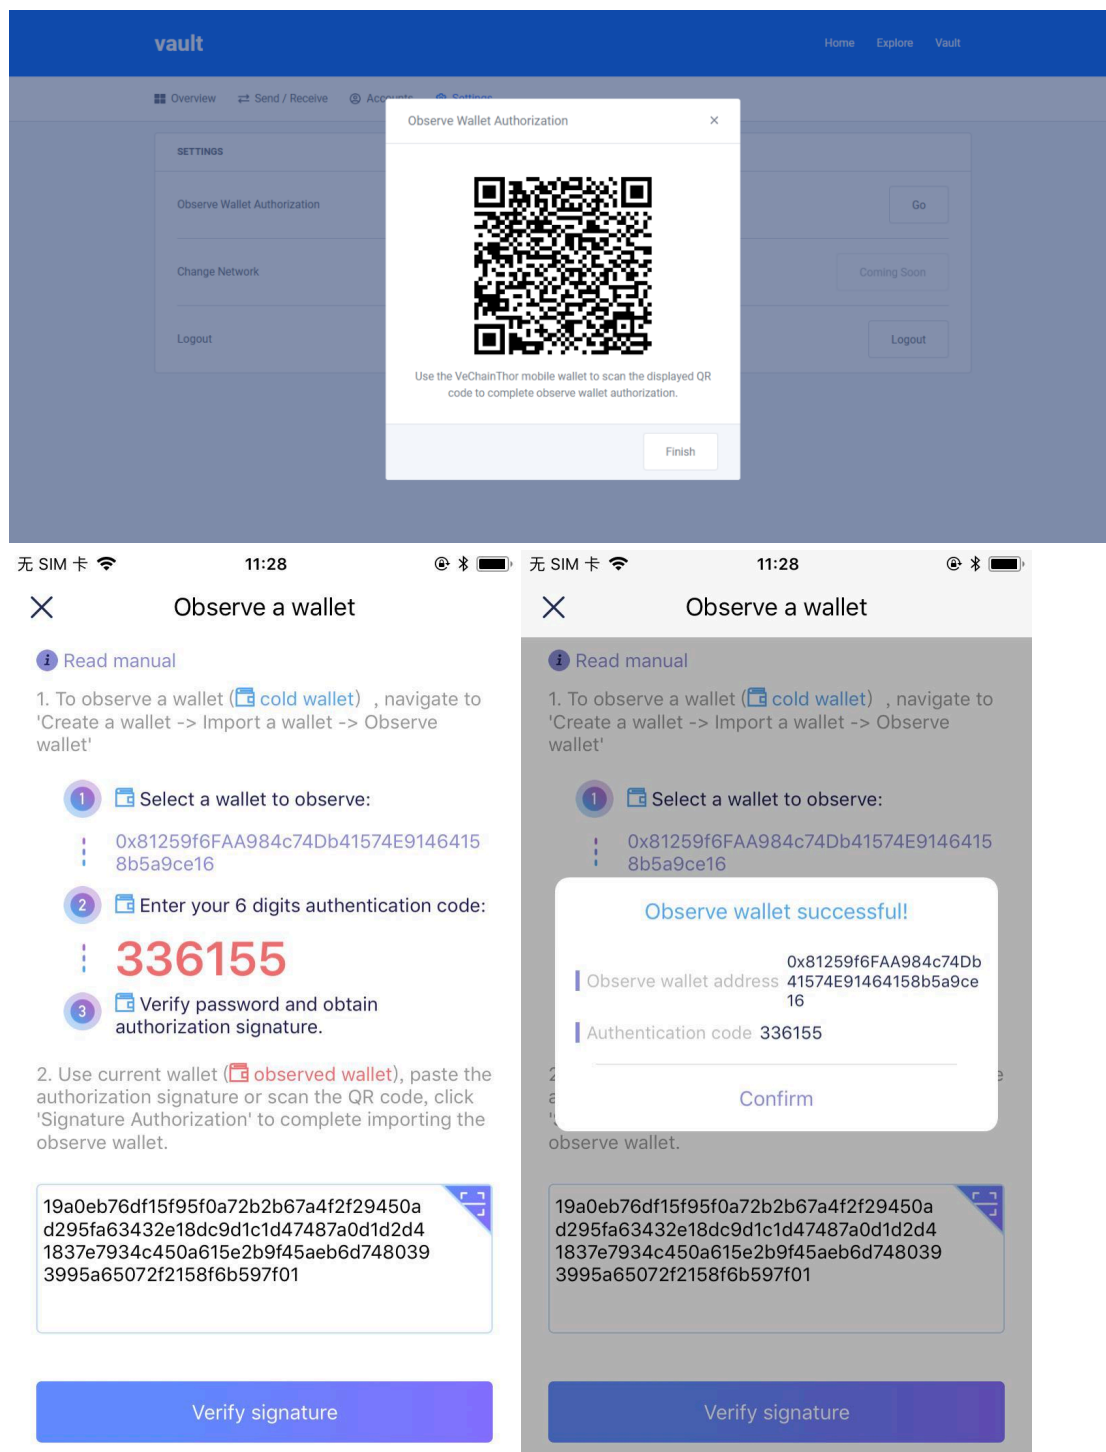 vault
Home Explore Vault
Overview Send / Receive Accounts Settings
Observe Wallet Authorization ×
SETTINGS
Observe Wallet Authorization
Go
Change Network
Coming Soon
Logout
Logout
Use the VeChainThor mobile wallet to scan the displayed QR
code to complete observe wallet authorization.
Finish
无 SIM 卡 11:28
Observe a wallet
Read manual
1. To observe a wallet (cold wallet) , navigate to
'Create a wallet -> Import a wallet -> Observe
wallet'
1 Select a wallet to observe:
0x81259f6FAA984c74Db41574E9146415
8b5a9ce16
2 Enter your 6 digits authentication code:
336155
3 Verify password and obtain
authorization signature.
2. Use current wallet (observed wallet), paste the
authorization signature or scan the QR code, click
'Signature Authorization' to complete importing the
observe wallet.
19a0eb76df15f95f0a72b2b67a4f2f29450a
d295fa63432e18dc9d1c1d47487a0d1d2d4
1837e7934c450a615e2b9f45aeb6d748039
3995a65072f2158f6b597f01
Verify signature
无 SIM 卡 11:28
Observe a wallet
Read manual
1. To observe a wallet (cold wallet) , navigate to
'Create a wallet -> Import a wallet -> Observe
wallet'
1 Select a wallet to observe:
0x81259f6FAA984c74Db41574E9146415
8b5a9ce16
Observe wallet successful!
Observe wallet address 0x81259f6FAA984c74Db
41574E91464158b5a9ce
16
Authentication code 336155
Confirm
observe wallet.
19a0eb76df15f95f0a72b2b67a4f2f29450a
d295fa63432e18dc9d1c1d47487a0d1d2d4
1837e7934c450a615e2b9f45aeb6d748039
3995a65072f2158f6b597f01
Verify signature